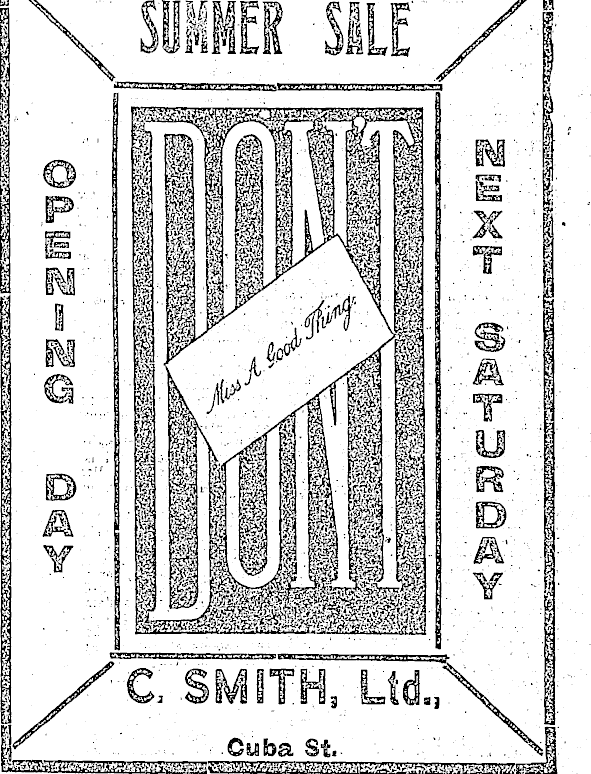 SUMMER SALE
OPENING DAY
DON'T
Miss A Good Thing.
NEXT SATURDAY
C. SMITH, Ltd.,
Cuba St.